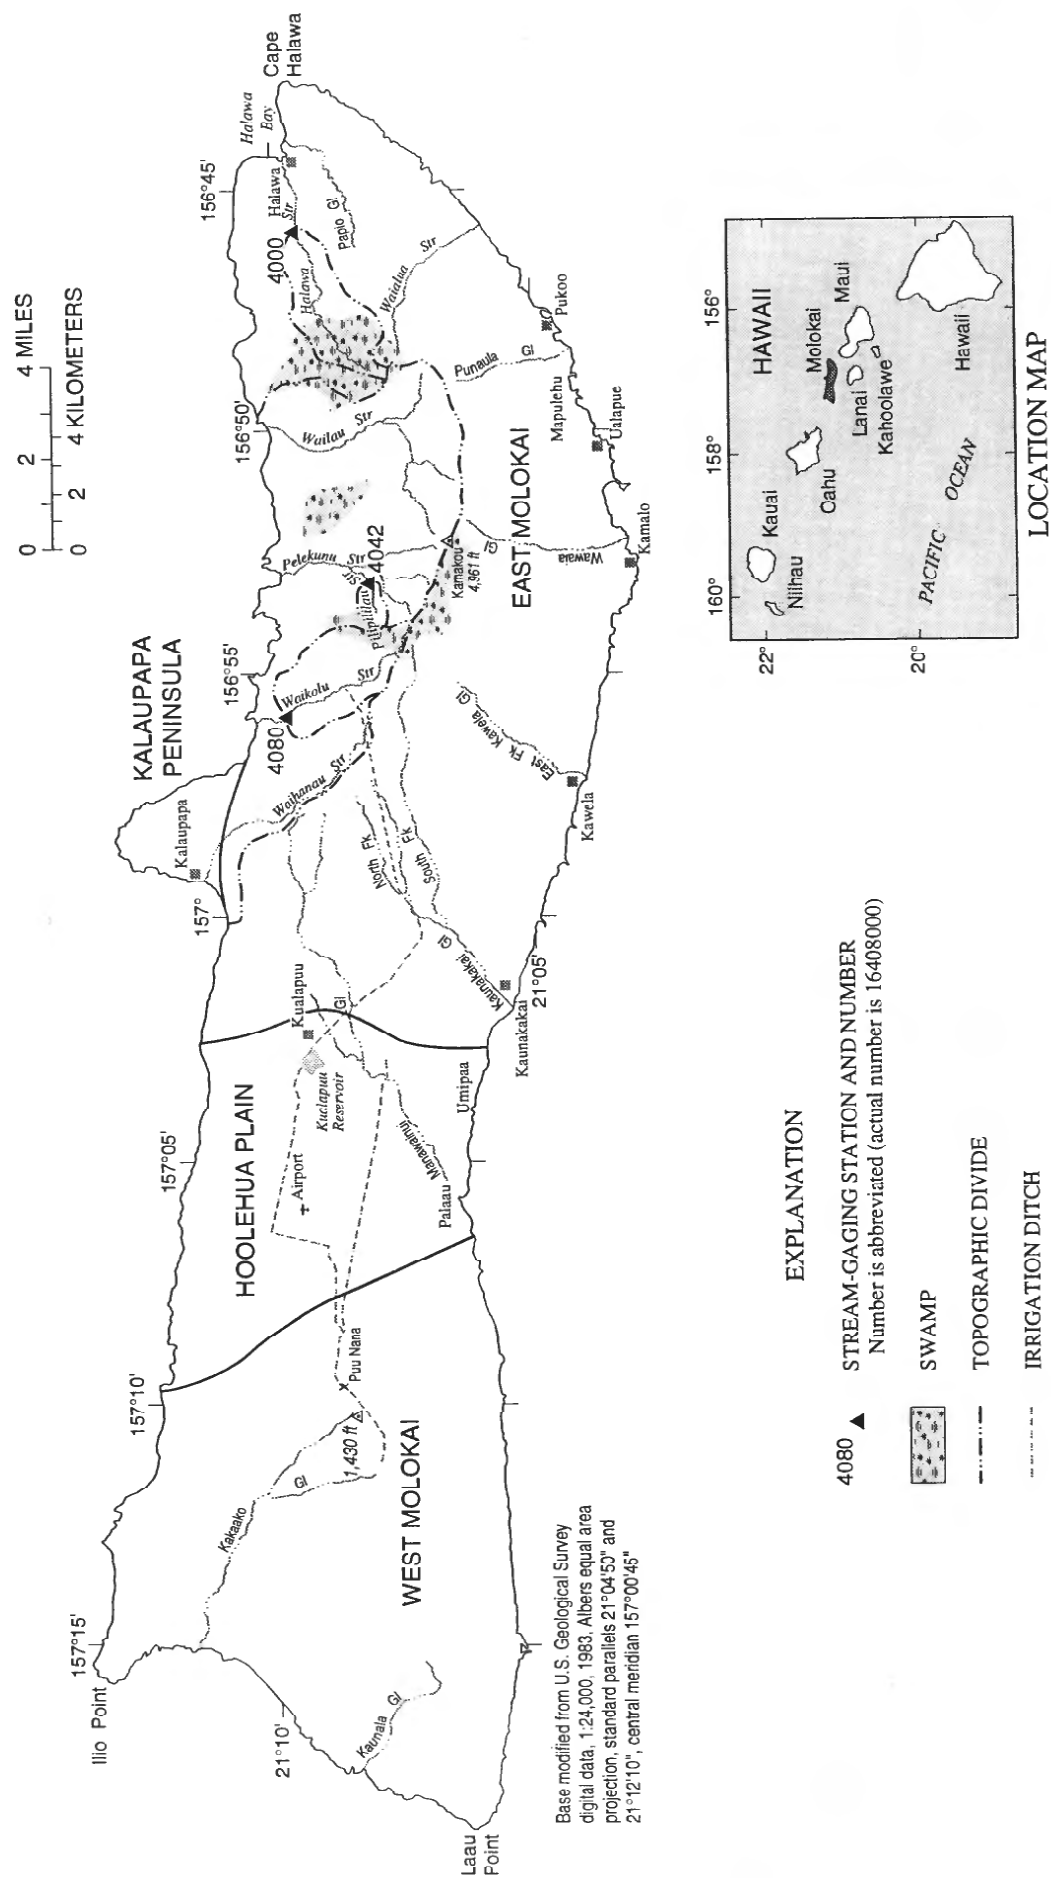 Cape
Halawa
Ha'awa
Bay
156°45'
Halawa
Str
4000
Halawa
Papio Gl
Waialua Str
0 2 4 MILES
0 2 4 KILOMETERS
156°50'
Wailau Str
Punaula Gl
Pukoo
Mapulehu
Ualapue
EAST MOLOKAI
Pelekunu Str
4042
Pilipililau Str
Kamakou
4,961 ft
Wawaia Gl
Kamalo
KALAUPAPA
PENINSULA
156°55'
Waikolu Str
4080
Waihanau Str
Kalaupapa
157°
North Fk
South Fk
East Fk Kawela Gl
Kawela
Kaunakakai Gl
21°05'
Kaunakakai
Kualapuu
Gl
Kualapuu
Reservoir
Umipaa
HOOLEHUA PLAIN
157°05'
Airport
Manawainui
Palaau
157°10'
Puu Nana
1,430 ft
Kakaako
Gl
WEST MOLOKAI
157°15'
Ilio Point
21°10'
Kaunala Gl
Laau
Point
Base modified from U.S. Geological Survey
digital data, 1:24,000, 1983, Albers equal area
projection, standard parallels 21°04'50" and
21°12'10", central meridian 157°00'45"
EXPLANATION
4080 STREAM-GAGING STATION AND NUMBER
Number is abbreviated (actual number is 16408000)
SWAMP
TOPOGRAPHIC DIVIDE
IRRIGATION DITCH
160° 158° 156°
22°
20°
HAWAII
Niihau
Kauai
Oahu
Molokai
Lanai
Maui
Kahoolawe
Hawaii
PACIFIC OCEAN
LOCATION MAP